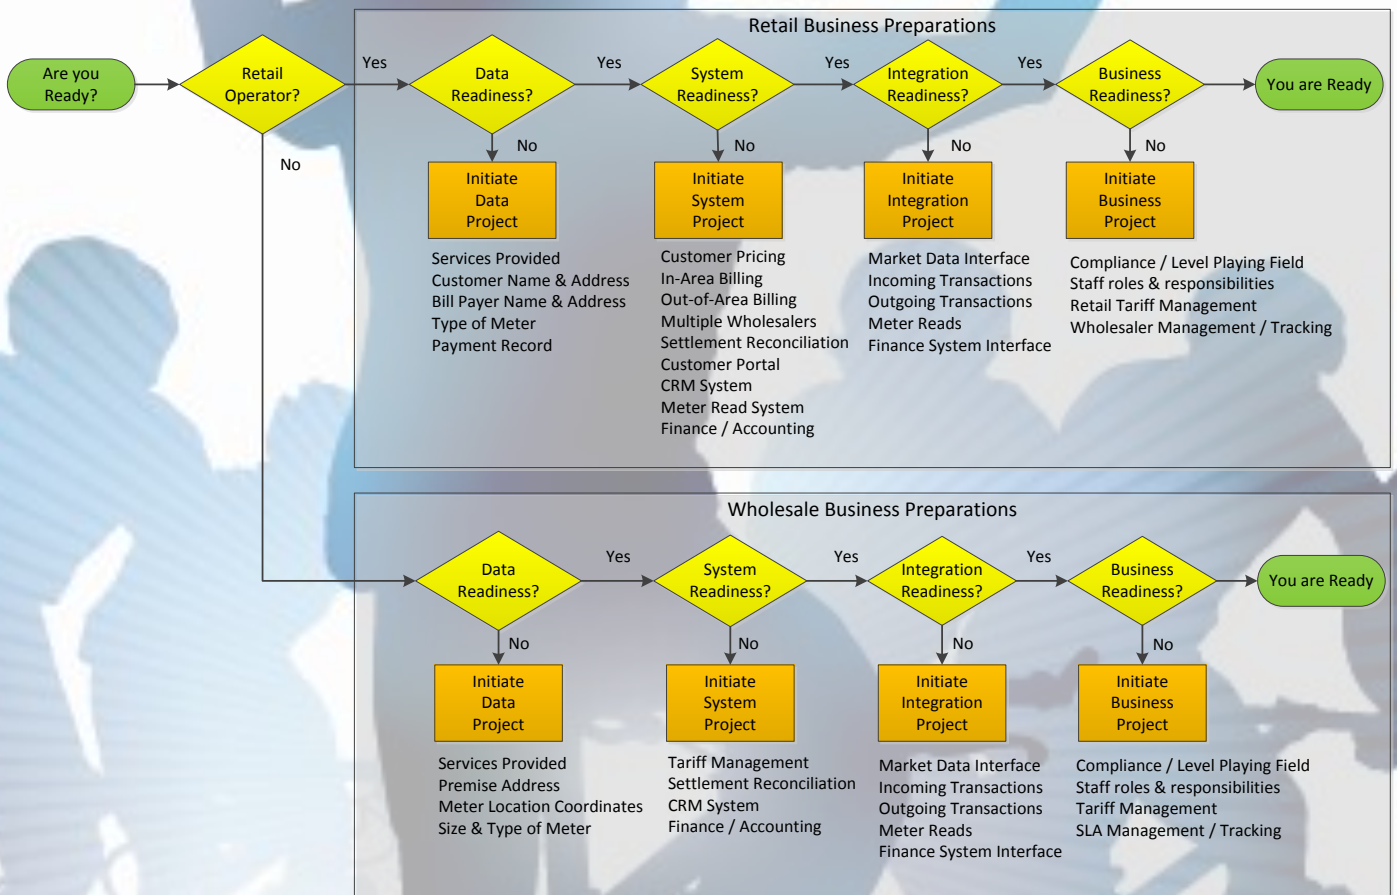 Retail Business Preparations
Are you
Ready?
Retail
Operator?
Yes
Data
Readiness?
Yes
System
Readiness?
Yes
Integration
Readiness?
Yes
Business
Readiness?
You are Ready
No
No
No
No
No
Initiate
Data
Project
Initiate
System
Project
Initiate
Integration
Project
Initiate
Business
Project
Services Provided
Customer Name & Address
Bill Payer Name & Address
Type of Meter
Payment Record
Customer Pricing
In-Area Billing
Out-of-Area Billing
Multiple Wholesalers
Settlement Reconciliation
Customer Portal
CRM System
Meter Read System
Finance / Accounting
Market Data Interface
Incoming Transactions
Outgoing Transactions
Meter Reads
Finance System Interface
Compliance / Level Playing Field
Staff roles & responsibilities
Retail Tariff Management
Wholesaler Management / Tracking
Wholesale Business Preparations
Data
Readiness?
Yes
System
Readiness?
Yes
Integration
Readiness?
Yes
Business
Readiness?
You are Ready
No
No
No
No
Initiate
Data
Project
Initiate
System
Project
Initiate
Integration
Project
Initiate
Business
Project
Services Provided
Premise Address
Meter Location Coordinates
Size & Type of Meter
Tariff Management
Settlement Reconciliation
CRM System
Finance / Accounting
Market Data Interface
Incoming Transactions
Outgoing Transactions
Meter Reads
Finance System Interface
Compliance / Level Playing Field
Staff roles & responsibilities
Tariff Management
SLA Management / Tracking